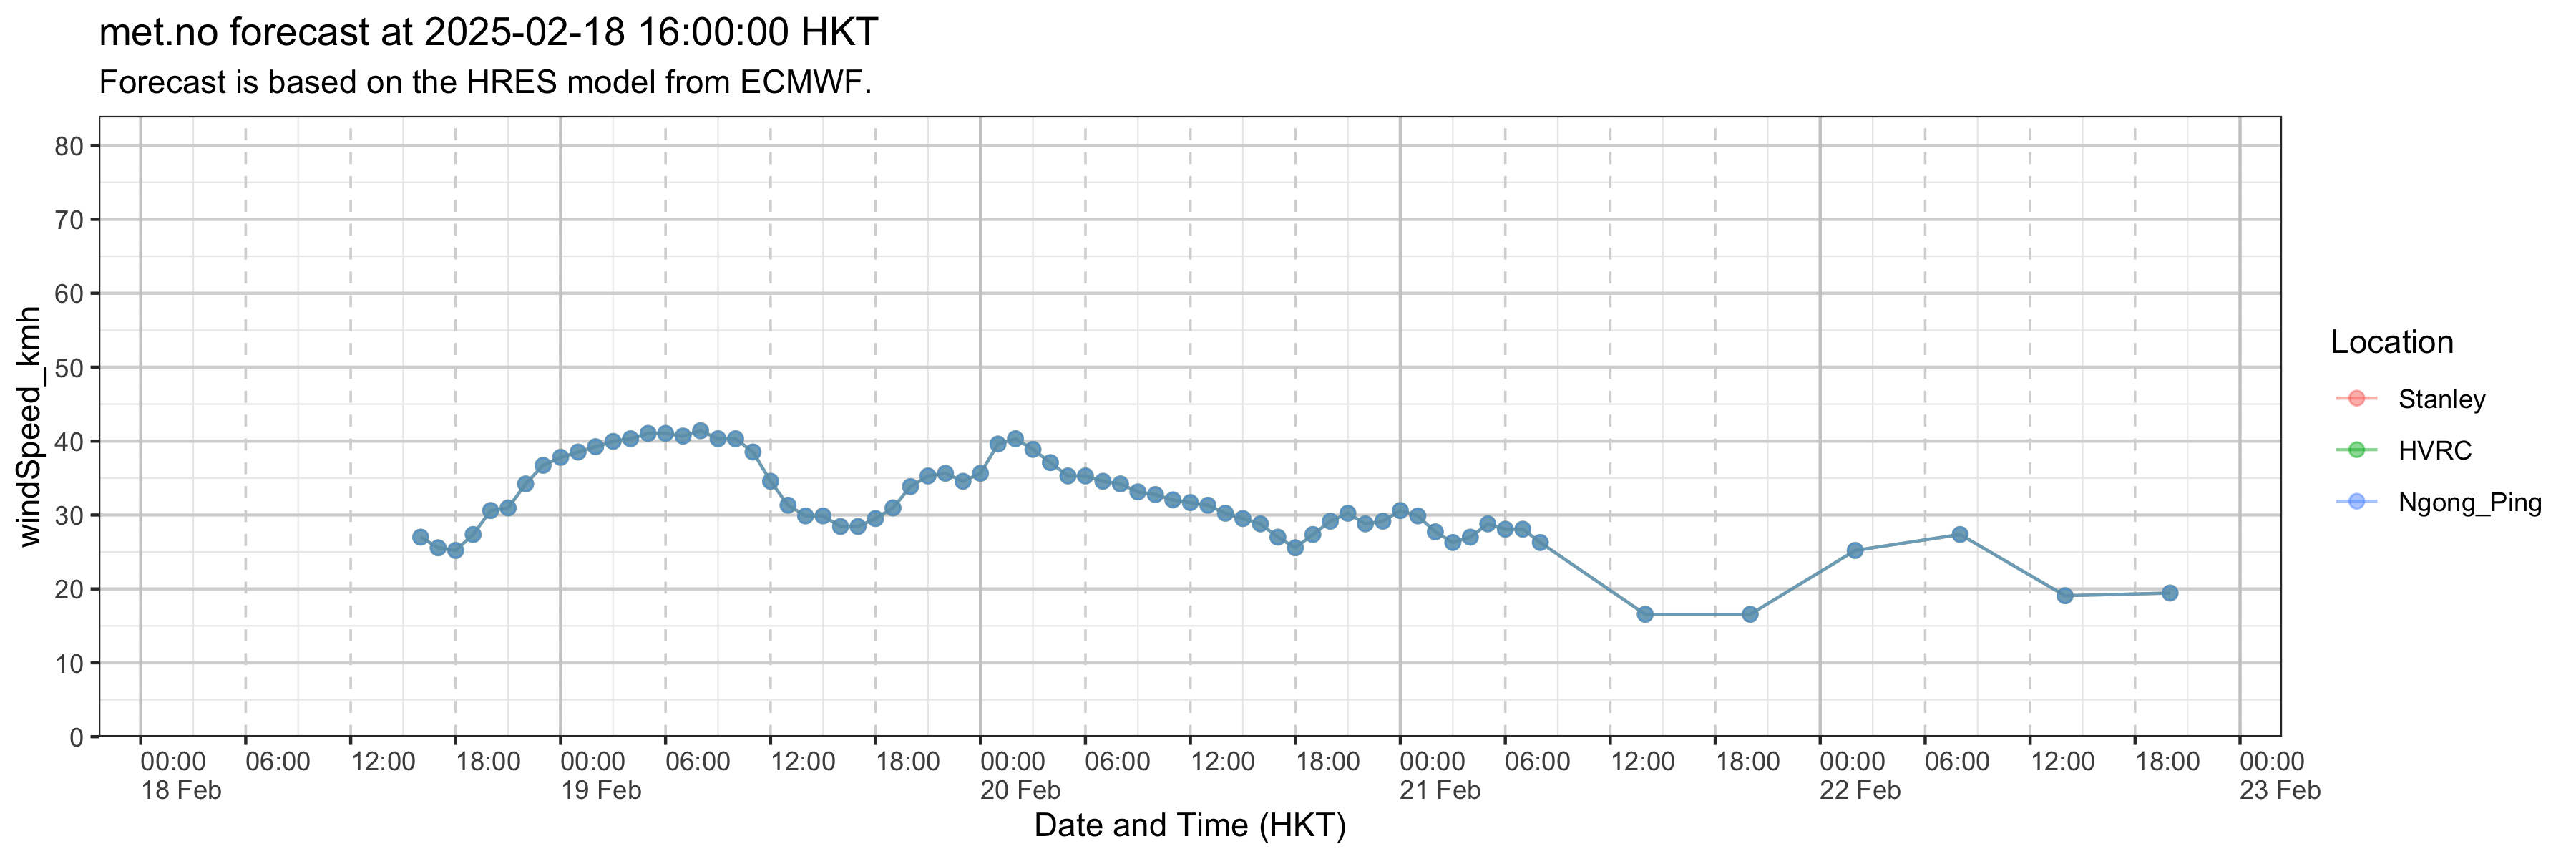 met.no forecast at 2025-02-18 16:00:00 HKT
Forecast is based on the HRES model from ECMWF.
windSpeed_kmh
80
70
60
50
40
30
20
10
0
00:00 06:00 12:00 18:00 00:00 06:00 12:00 18:00 00:00 06:00 12:00 18:00 00:00 06:00 12:00 18:00 00:00 06:00 12:00 18:00 00:00
18 Feb 19 Feb 20 Feb 21 Feb 22 Feb 23 Feb
Date and Time (HKT)
Location
Stanley
HVRC
Ngong_Ping